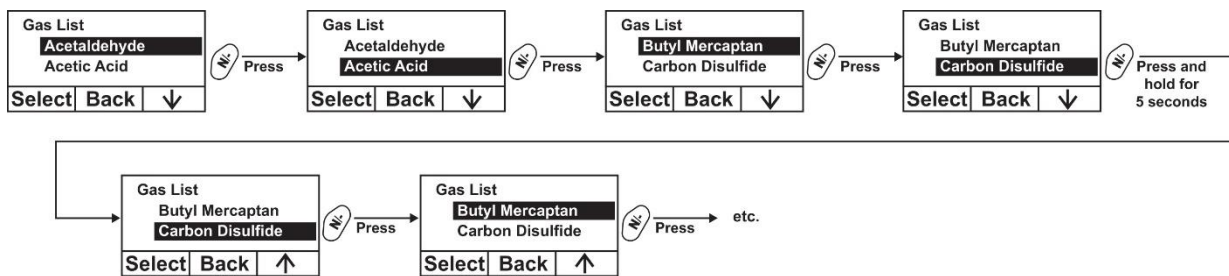 Gas List
Acetaldehyde
Acetic Acid
Select Back ↓
N/-
Press
Gas List
Acetaldehyde
Acetic Acid
Select Back ↓
N/-
Press
Gas List
Butyl Mercaptan
Carbon Disulfide
Select Back ↓
N/-
Press
Gas List
Butyl Mercaptan
Carbon Disulfide
Select Back ↓
N/-
Press and
hold for
5 seconds
Gas List
Butyl Mercaptan
Carbon Disulfide
Select Back ↑
N/-
Press
Gas List
Butyl Mercaptan
Carbon Disulfide
Select Back ↑
N/-
Press
etc.